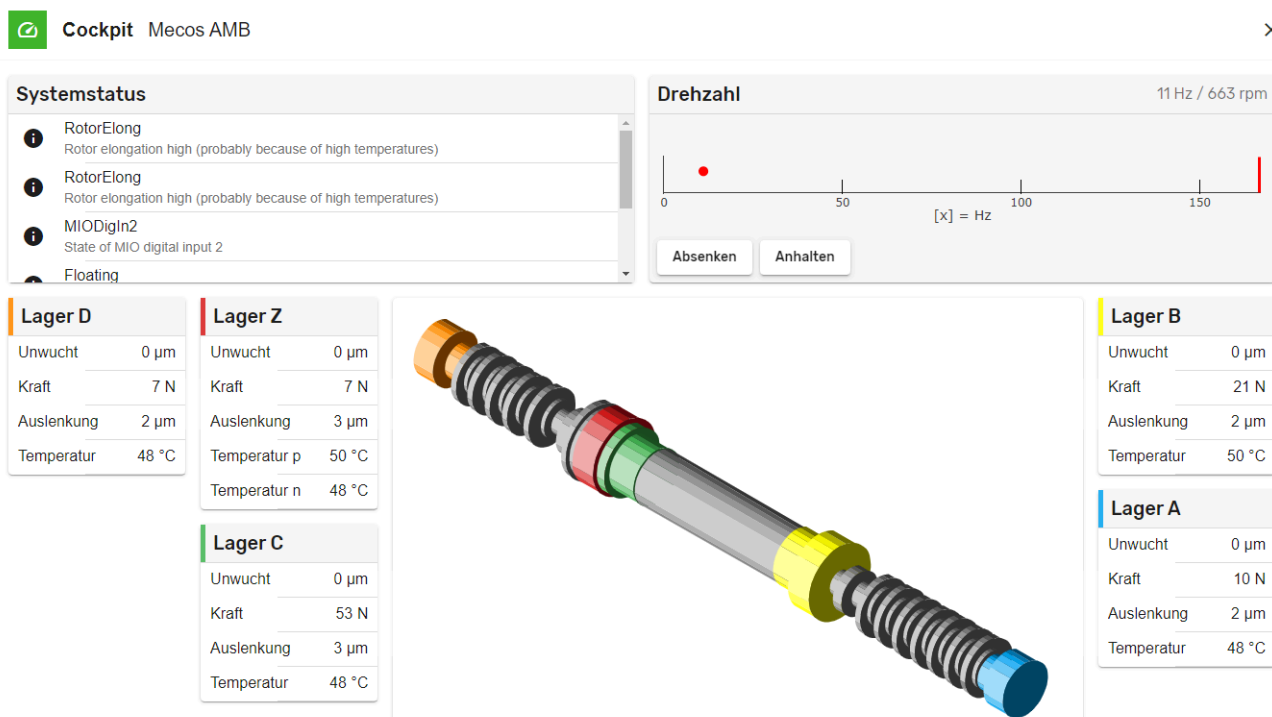 Cockpit Mecos AMB
Systemstatus
RotorElong
Rotor elongation high (probably because of high temperatures)
RotorElong
Rotor elongation high (probably because of high temperatures)
MIODigIn2
State of MIO digital input 2
Floating
Drehzahl 11 Hz / 663 rpm
0 50 100 150
[x] = Hz
Absenken Anhalten
Lager D
Unwucht 0 µm
Kraft 7 N
Auslenkung 2 µm
Temperatur 48 °C
Lager Z
Unwucht 0 µm
Kraft 7 N
Auslenkung 3 µm
Temperatur p 50 °C
Temperatur n 48 °C
Lager C
Unwucht 0 µm
Kraft 53 N
Auslenkung 3 µm
Temperatur 48 °C
Lager B
Unwucht 0 µm
Kraft 21 N
Auslenkung 2 µm
Temperatur 50 °C
Lager A
Unwucht 0 µm
Kraft 10 N
Auslenkung 2 µm
Temperatur 48 °C